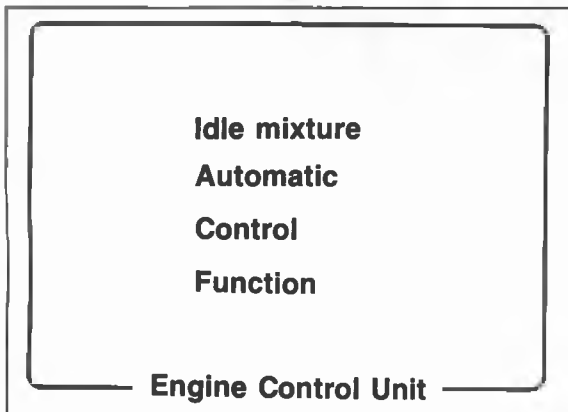 Idle mixture
Automatic
Control
Function
Engine Control Unit